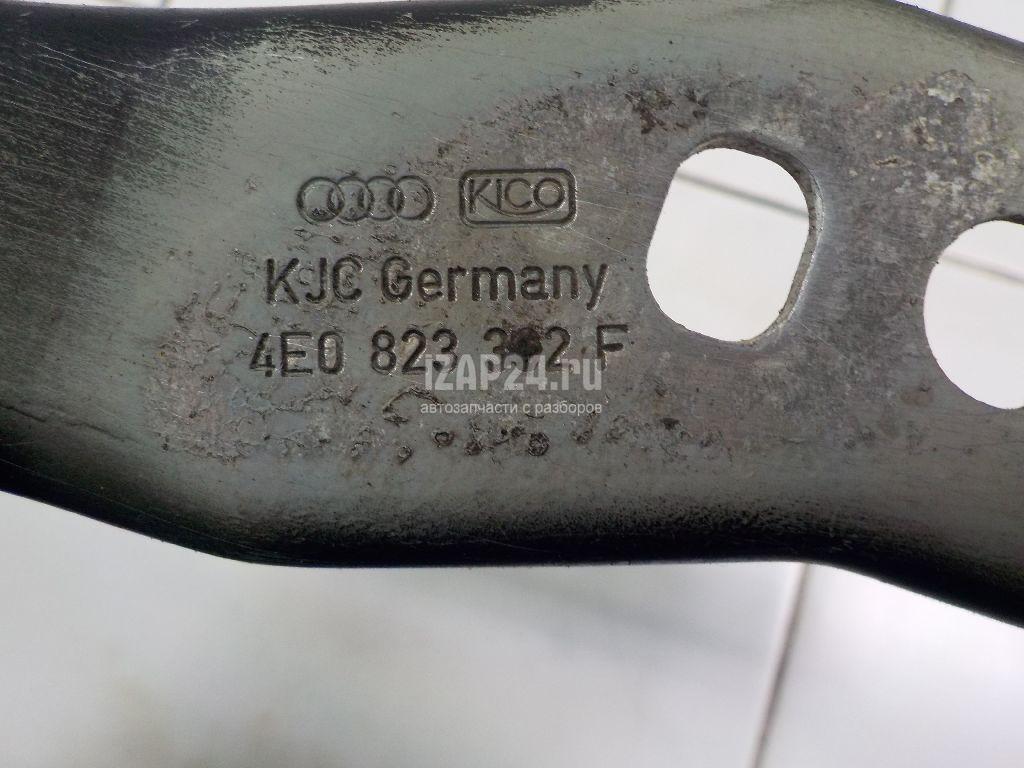 KICO
KJC Germany
4E0 823 F
IZAP24.ru
автозапчасти с разборов